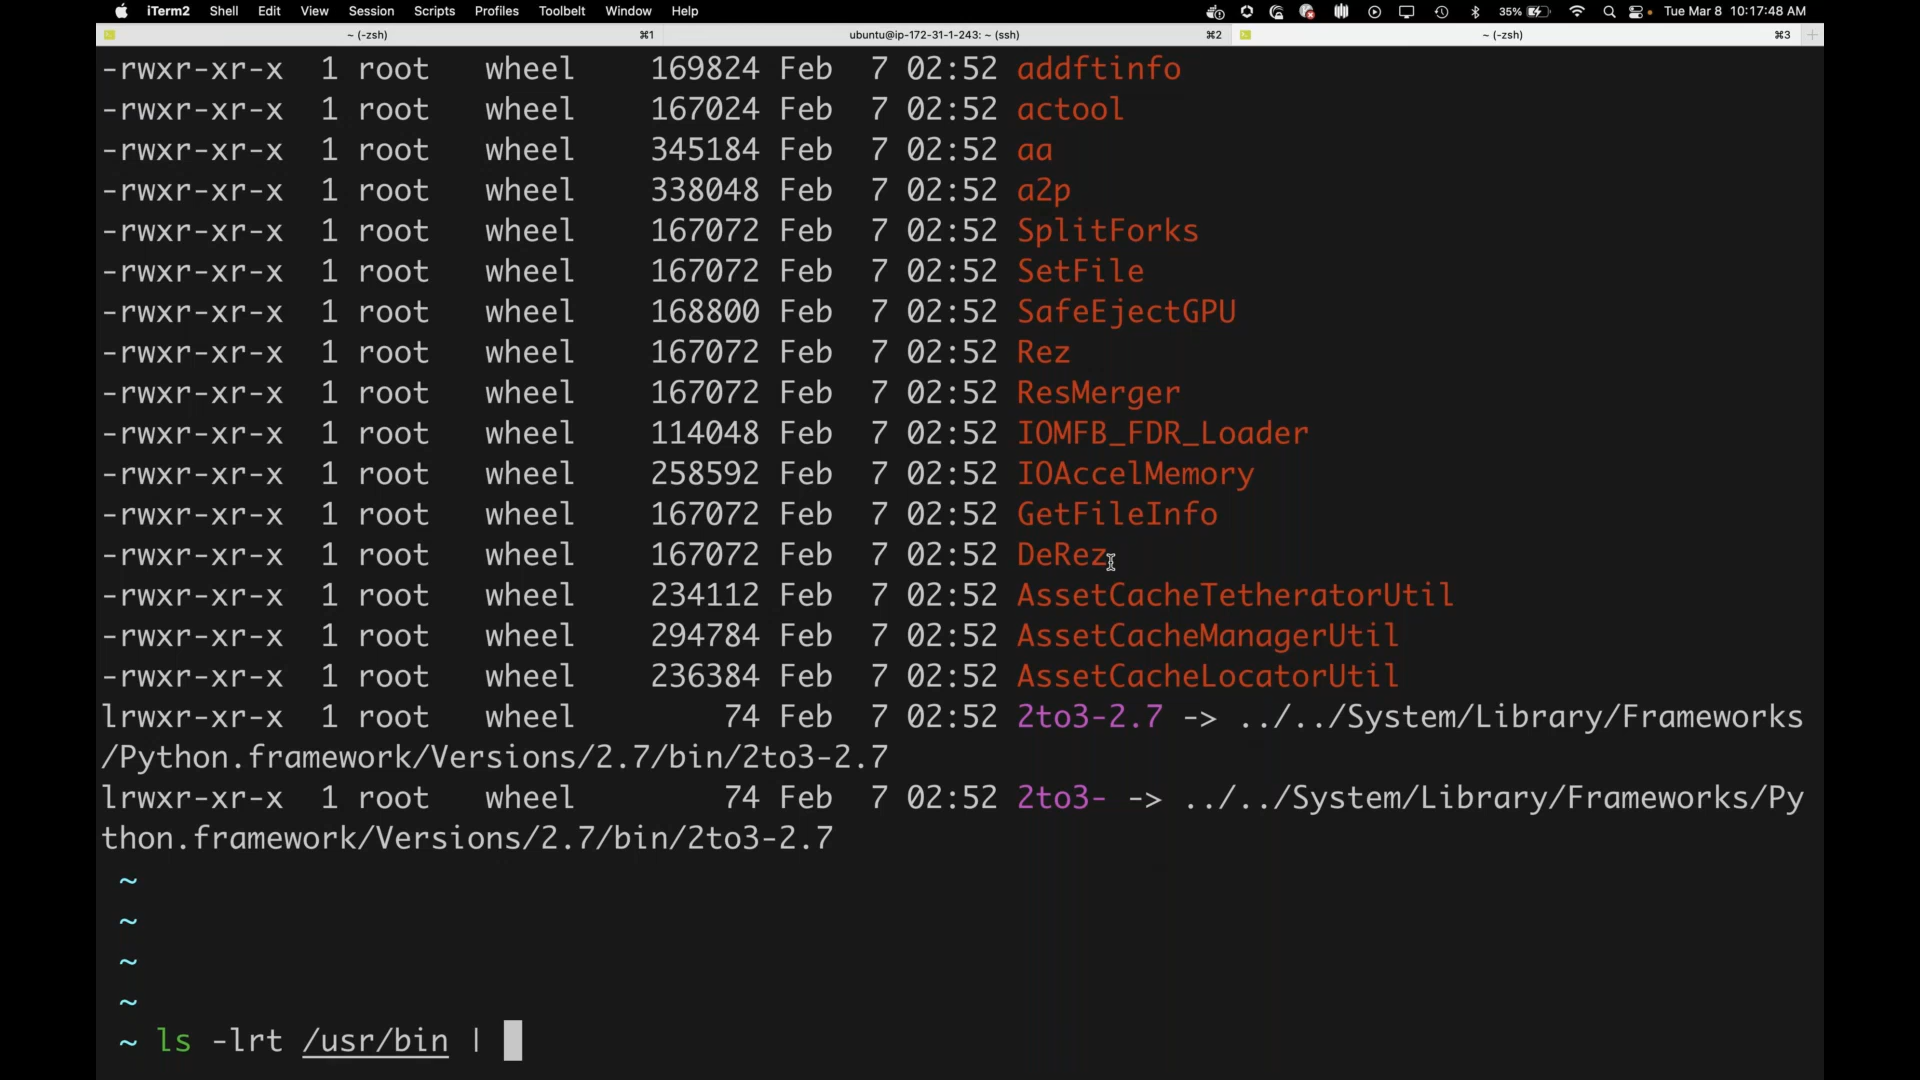 iTerm2 Shell Edit View Session Scripts Profiles Toolbelt Window Help 35% Tue Mar 8 10:17:48 AM
~ (-zsh) ⌘1 ubuntu@ip-172-31-1-243: ~ (ssh) ⌘2 ~ (-zsh) ⌘3
-rwxr-xr-x 1 root wheel 169824 Feb 7 02:52 addftinfo
-rwxr-xr-x 1 root wheel 167024 Feb 7 02:52 actool
-rwxr-xr-x 1 root wheel 345184 Feb 7 02:52 aa
-rwxr-xr-x 1 root wheel 338048 Feb 7 02:52 a2p
-rwxr-xr-x 1 root wheel 167072 Feb 7 02:52 SplitForks
-rwxr-xr-x 1 root wheel 167072 Feb 7 02:52 SetFile
-rwxr-xr-x 1 root wheel 168800 Feb 7 02:52 SafeEjectGPU
-rwxr-xr-x 1 root wheel 167072 Feb 7 02:52 Rez
-rwxr-xr-x 1 root wheel 167072 Feb 7 02:52 ResMerger
-rwxr-xr-x 1 root wheel 114048 Feb 7 02:52 IOMFB_FDR_Loader
-rwxr-xr-x 1 root wheel 258592 Feb 7 02:52 IOAccelMemory
-rwxr-xr-x 1 root wheel 167072 Feb 7 02:52 GetFileInfo
-rwxr-xr-x 1 root wheel 167072 Feb 7 02:52 DeRez
-rwxr-xr-x 1 root wheel 234112 Feb 7 02:52 AssetCacheTetheratorUtil
-rwxr-xr-x 1 root wheel 294784 Feb 7 02:52 AssetCacheManagerUtil
-rwxr-xr-x 1 root wheel 236384 Feb 7 02:52 AssetCacheLocatorUtil
lrwxr-xr-x 1 root wheel 74 Feb 7 02:52 2to3-2.7 -> ../../System/Library/Frameworks
/Python.framework/Versions/2.7/bin/2to3-2.7
lrwxr-xr-x 1 root wheel 74 Feb 7 02:52 2to3- -> ../../System/Library/Frameworks/Py
thon.framework/Versions/2.7/bin/2to3-2.7
~
~
~
~
~ ls -lrt /usr/bin |